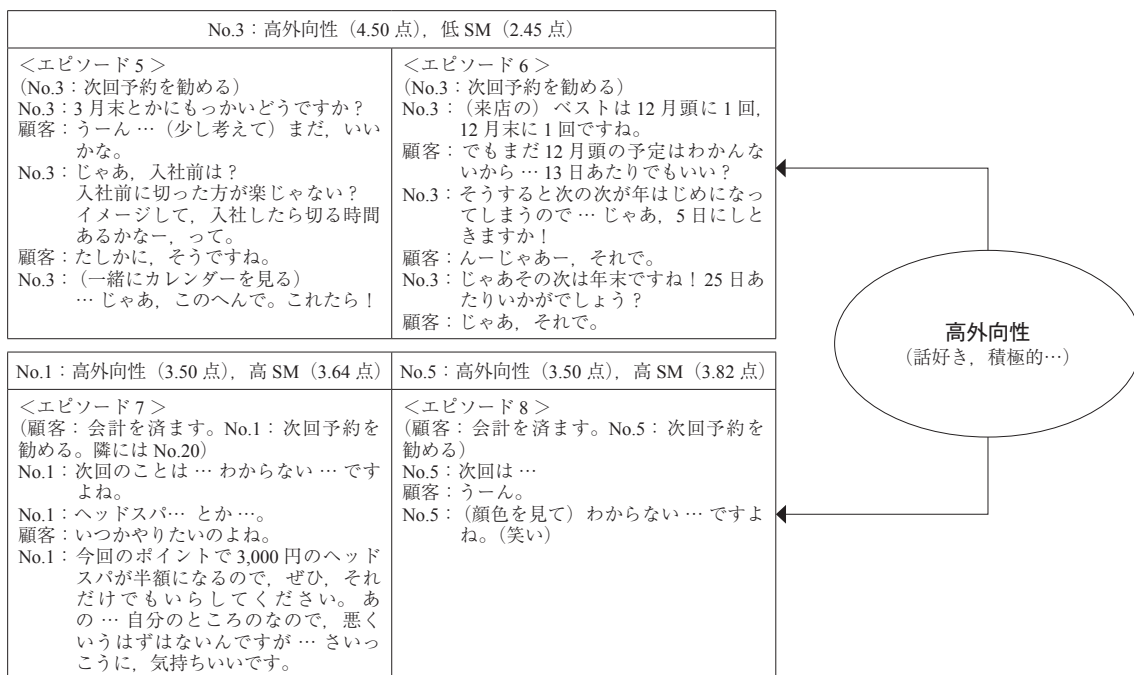 No.3：高外向性（4.50 点），低 SM（2.45 点）
＜エピソード 5 ＞
(No.3：次回予約を勧める）
No.3：3 月末とかにもっかいどうですか？
顧客：うーん …（少し考えて）まだ，いい
かな。
No.3：じゃあ，入社前は？
入社前に切った方が楽じゃない？
イメージして，入社したら切る時間
あるかなー，って。
顧客：たしかに，そうですね。
No.3：（一緒にカレンダーを見る）
… じゃあ，このへんで。これたら！
＜エピソード 6 ＞
(No.3：次回予約を勧める）
No.3：（来店の）ベストは 12 月頭に 1 回，
12 月末に 1 回ですね。
顧客：でもまだ 12 月頭の予定はわかんな
いから … 13 日あたりでもいい？
No.3：そうすると次の次が年はじめになっ
てしまうので … じゃあ，5 日にしと
きますか！
顧客：んーじゃあー，それで。
No.3：じゃあその次は年末ですね！25 日あ
たりいかがでしょう？
顧客：じゃあ，それで。
No.1：高外向性（3.50 点），高 SM（3.64 点）
＜エピソード 7 ＞
(顧客：会計を済ます。No.1：次回予約を
勧める。隣には No.20）
No.1：次回のことは … わからない … です
よね。
No.1：ヘッドスパ… とか …。
顧客：いつかやりたいのよね。
No.1：今回のポイントで 3,000 円のヘッド
スパが半額になるので，ぜひ，それ
だけでもいらしてください。あ
の … 自分のところのなので，悪く
いうはずはないんですが … さいっ
こうに，気持ちいいです。
No.5：高外向性（3.50 点），高 SM（3.82 点）
＜エピソード 8 ＞
(顧客：会計を済ます。No.5：次回予約を
勧める）
No.5：次回は …
顧客：うーん。
No.5：（顔色を見て）わからない … ですよ
ね。（笑い）
高外向性
（話好き，積極的…）